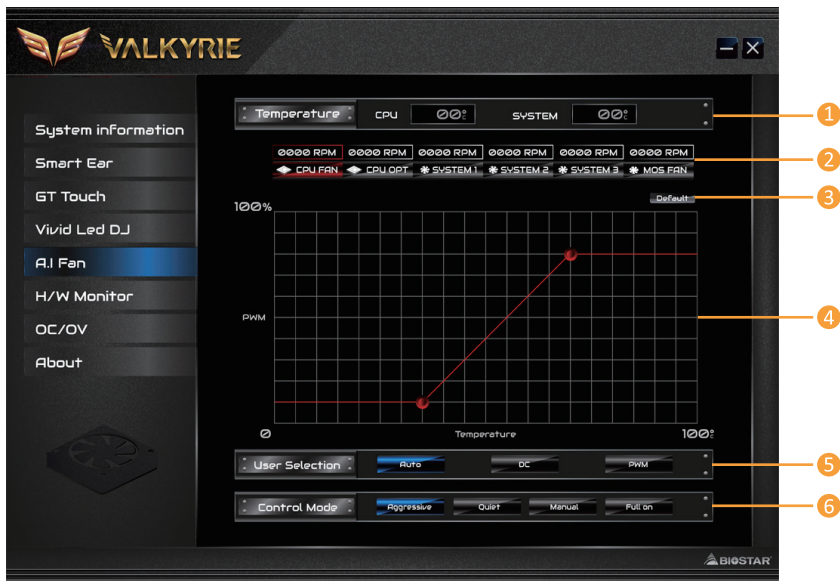 VALKYRIE
System information
Smart Ear
GT Touch
Vivid Led DJ
A.I Fan
H/W Monitor
OC/OV
About
Temperature CPU 00°C SYSTEM 00°C
1
0000 RPM 0000 RPM 0000 RPM 0000 RPM 0000 RPM 0000 RPM
2
CPU FAN CPU OPT SYSTEM 1 SYSTEM 2 SYSTEM 3 MOS FAN
Default
3
100%
PWM
4
0 Temperature 100°C
User Selection Auto DC PWM
5
Control Mode Aggressive Quiet Manual Full on
6
BIOSTAR